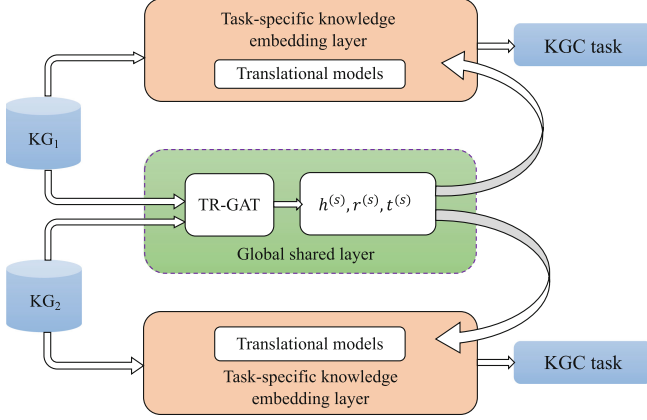 Task-specific knowledge
embedding layer
Translational models
KGC task
KG₁
TR-GAT
h⁽ˢ⁾, r⁽ˢ⁾, t⁽ˢ⁾
Global shared layer
KG₂
Translational models
Task-specific knowledge
embedding layer
KGC task